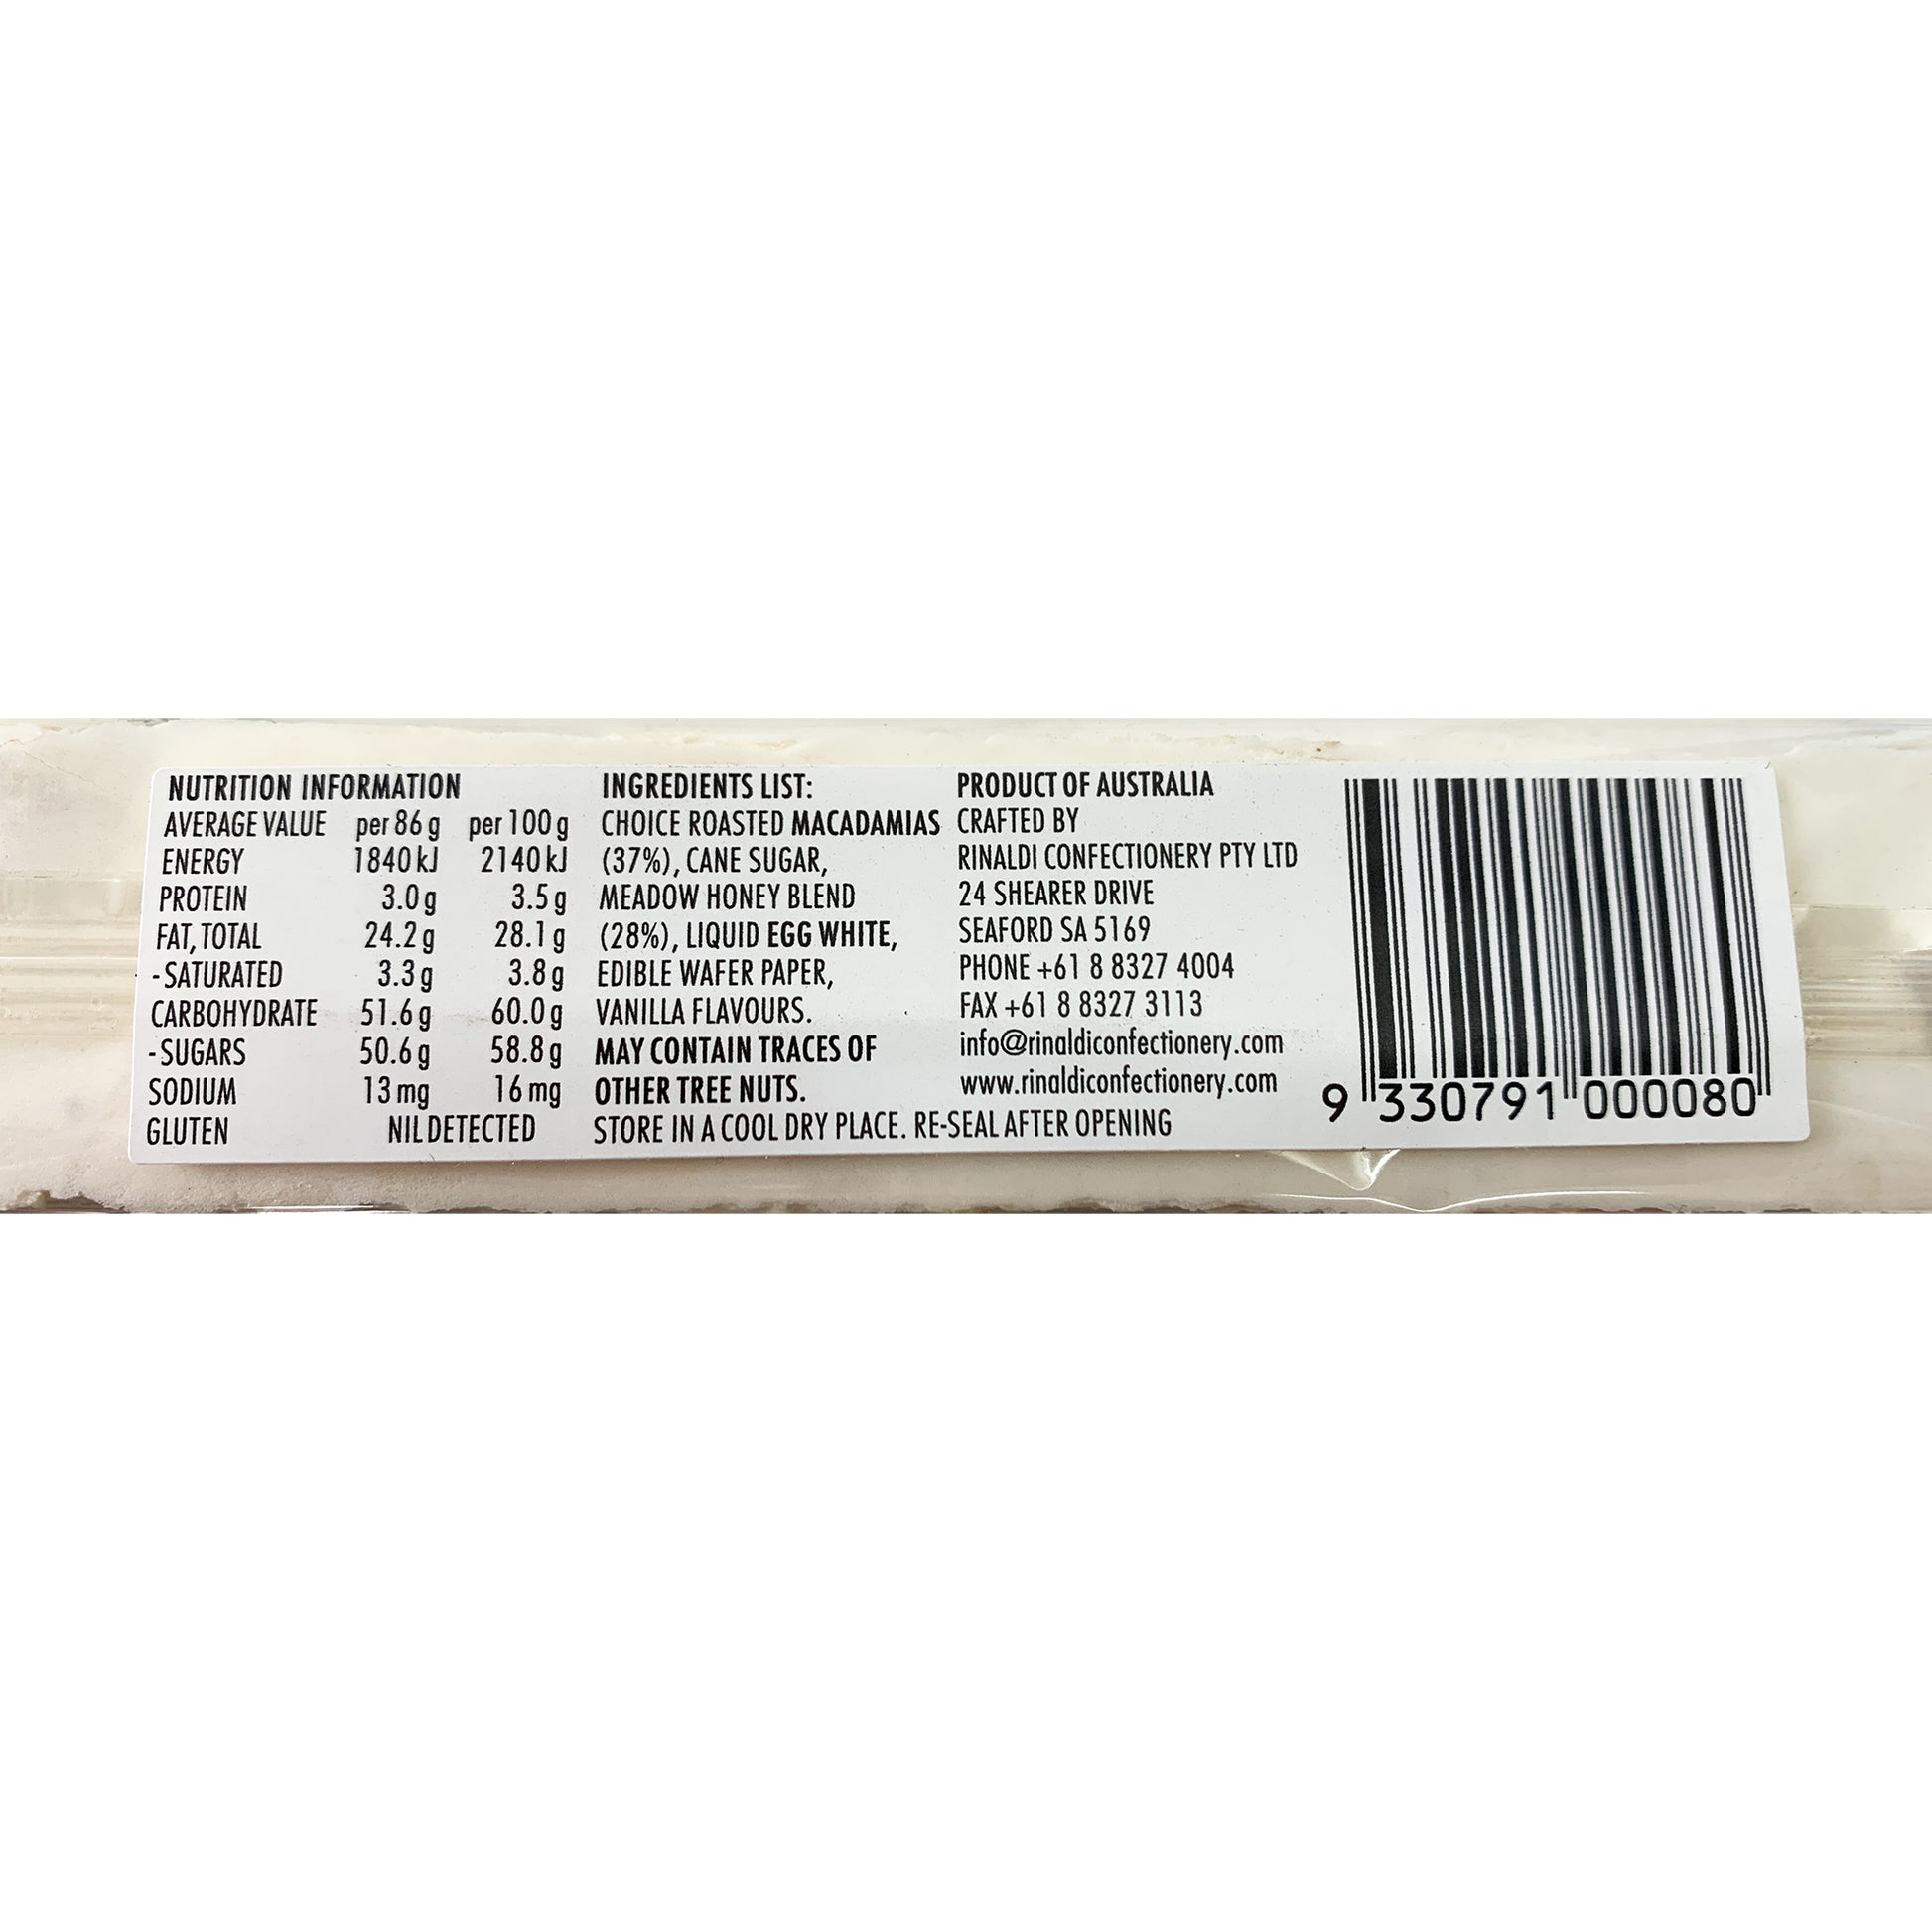 NUTRITION INFORMATION
AVERAGE VALUE per 86 g per 100 g
ENERGY 1840 kJ 2140 kJ
PROTEIN 3.0 g 3.5 g
FAT, TOTAL 24.2 g 28.1 g
- SATURATED 3.3 g 3.8 g
CARBOHYDRATE 51.6 g 60.0 g
- SUGARS 50.6 g 58.8 g
SODIUM 13 mg 16 mg
GLUTEN NIL DETECTED
INGREDIENTS LIST:
CHOICE ROASTED MACADAMIAS
(37%), CANE SUGAR,
MEADOW HONEY BLEND
(28%), LIQUID EGG WHITE,
EDIBLE WAFER PAPER,
VANILLA FLAVOURS.
MAY CONTAIN TRACES OF
OTHER TREE NUTS.
STORE IN A COOL DRY PLACE. RE-SEAL AFTER OPENING
PRODUCT OF AUSTRALIA
CRAFTED BY
RINALDI CONFECTIONERY PTY LTD
24 SHEARER DRIVE
SEAFORD SA 5169
PHONE +61 8 8327 4004
FAX +61 8 8327 3113
info@rinaldiconfectionery.com
www.rinaldiconfectionery.com
9 330791 000080